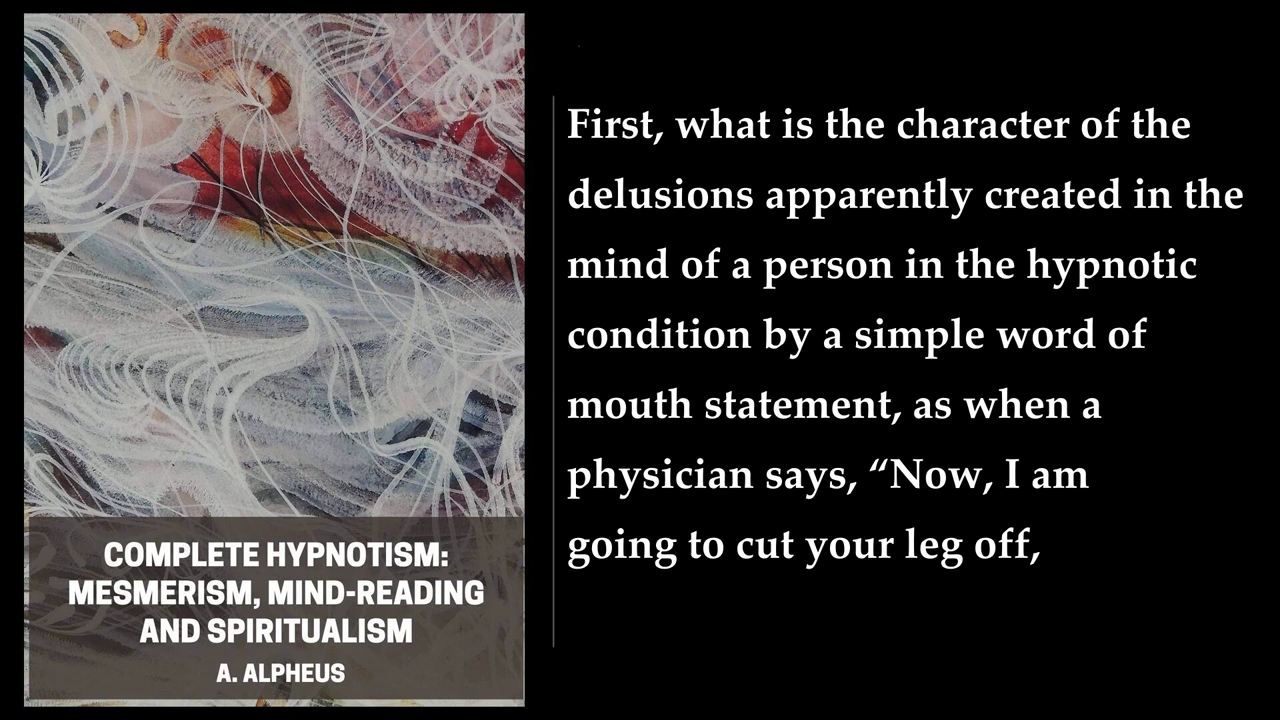 COMPLETE HYPNOTISM:
MESMERISM, MIND-READING
AND SPIRITUALISM
A. ALPHEUS
First, what is the character of the
delusions apparently created in the
mind of a person in the hypnotic
condition by a simple word of
mouth statement, as when a
physician says, “Now, I am
going to cut your leg off,